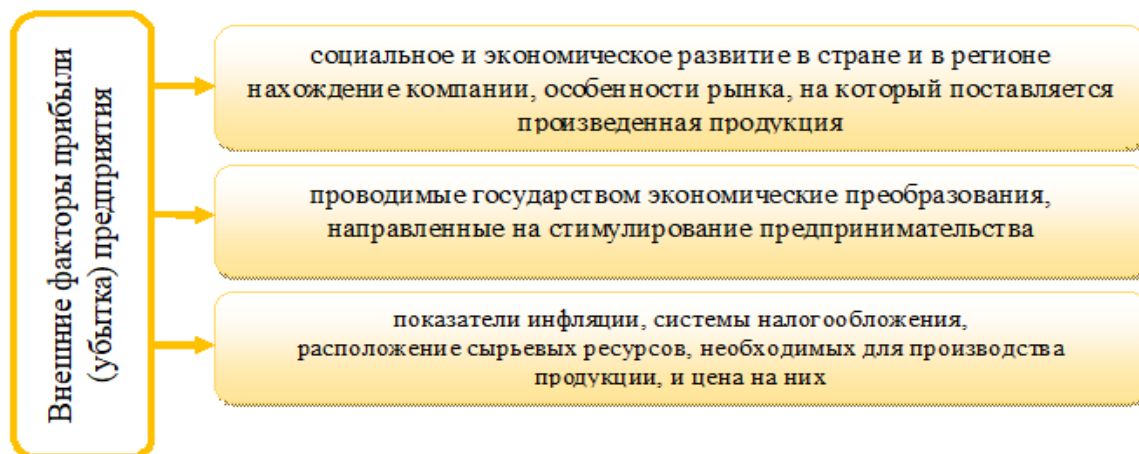 Внешние факторы прибыли
(убытка) предприятия
социальное и экономическое развитие в стране и в регионе
нахождение компании, особенности рынка, на который поставляется
произведенная продукция
проводимые государством экономические преобразования,
направленные на стимулирование предпринимательства
показатели инфляции, системы налогообложения,
расположение сырьевых ресурсов, необходимых для производства
продукции, и цена на них